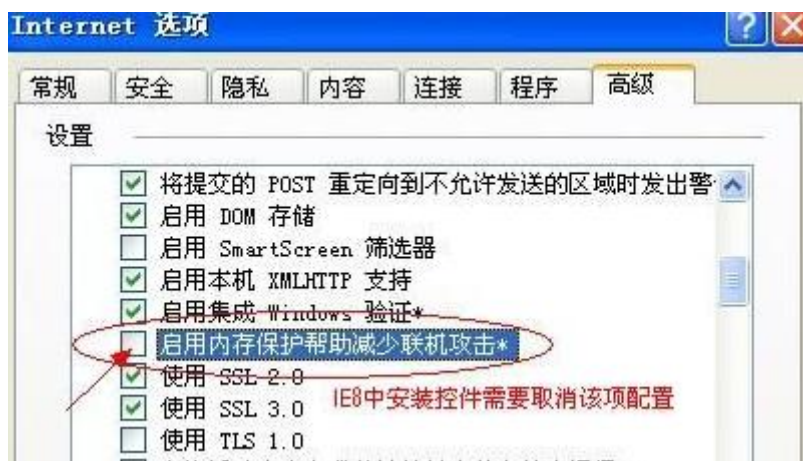 Internet 选项
常规 安全 隐私 内容 连接 程序 高级
设置
将提交的 POST 重定向到不允许发送的区域时发出警
启用 DOM 存储
启用 SmartScreen 筛选器
启用本机 XMLHTTP 支持
启用集成 Windows 验证*
启用内存保护帮助减少联机攻击*
使用 SSL 2.0
使用 SSL 3.0
IE8中安装控件需要取消该项配置
使用 TLS 1.0